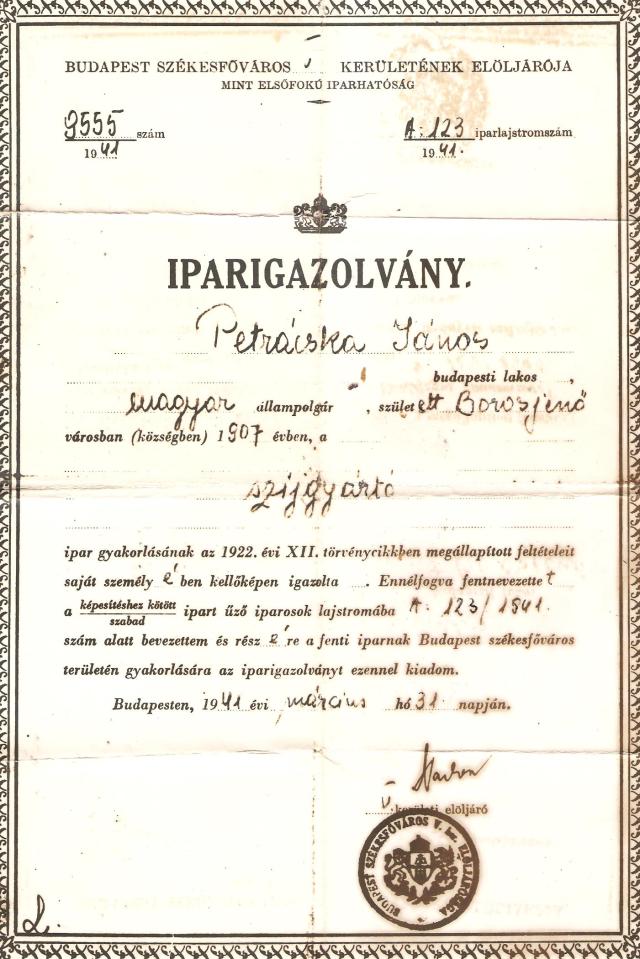 BUDAPEST SZÉKESFŐVÁROS V KERÜLETÉNEK ELÖLJÁRÓJA
MINT ELSŐFOKÚ IPARHATÓSÁG
9555 szám
1941
A: 123 iparlajstromszám
1941.
IPARIGAZOLVÁNY.
Petrácska János
budapesti lakos ,
magyar állampolgár , született Borosjenő
városban (községben) 1907 évben, a
szijgyártó
ipar gyakorlásának az 1922. évi XII. törvénycikkben megállapított feltételeit
saját személyében kellőképen igazolta . Ennélfogva fentnevezettet
a képesítéshez kötött
szabad
ipart űző iparosok lajstromába A. 123/1941.
szám alatt bevezettem és részére a fenti iparnak Budapest székesfőváros
területén gyakorlására az iparigazolványt ezennel kiadom.
Budapesten, 1941 évi március hó 31 napján.
V. kerületi elöljáró
BUDAPEST SZÉKESFŐVÁROS V. ker. ELÖLJÁRÓSÁGA
L.